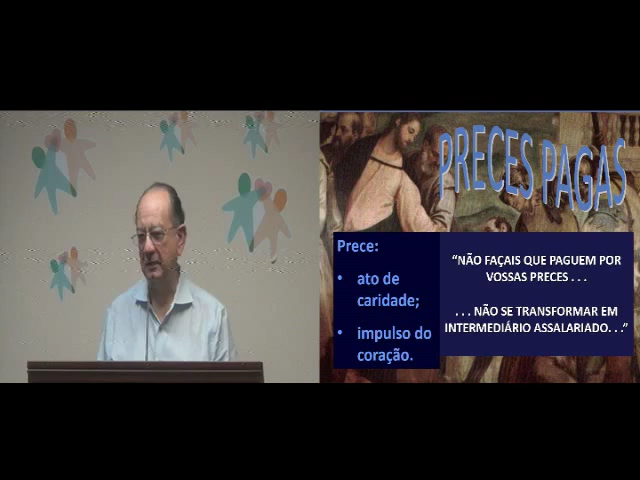 PRECES PAGAS
Prece:
• ato de
caridade;
• impulso do
coração.
“NÃO FAÇAIS QUE PAGUEM POR
VOSSAS PRECES . . .
. . . NÃO SE TRANSFORMAR EM
INTERMEDIÁRIO ASSALARIADO. . .”